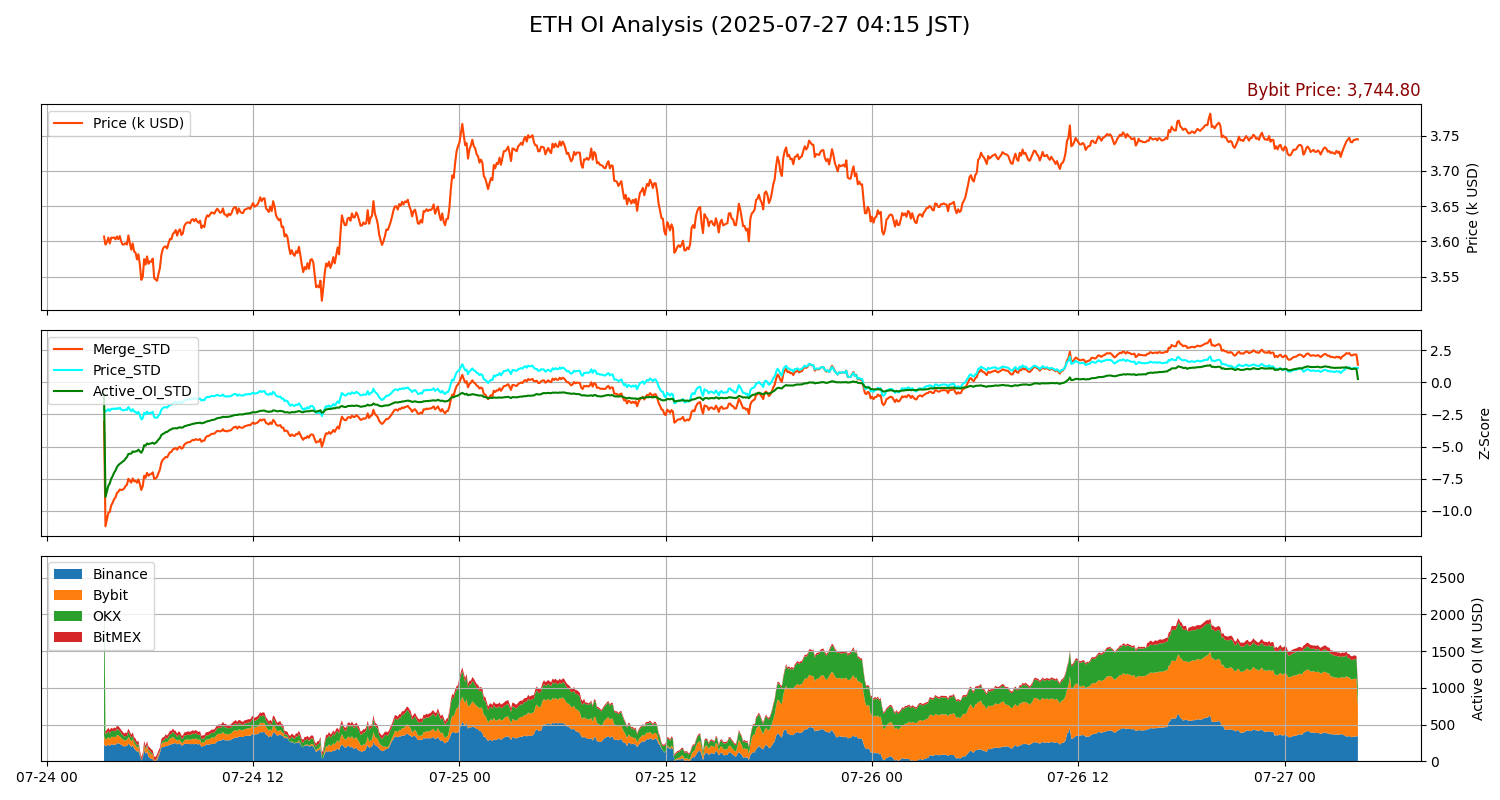 ETH OI Analysis (2025-07-27 04:15 JST)
Bybit Price: 3,744.80
Price (k USD)
3.75
3.70
3.65
3.60
3.55
Price (k USD)
Merge_STD
Price_STD
Active_OI_STD
2.5
0.0
−2.5
−5.0
−7.5
−10.0
Z-Score
Binance
Bybit
OKX
BitMEX
2500
2000
1500
1000
500
0
Active OI (M USD)
07-24 00
07-24 12
07-25 00
07-25 12
07-26 00
07-26 12
07-27 00